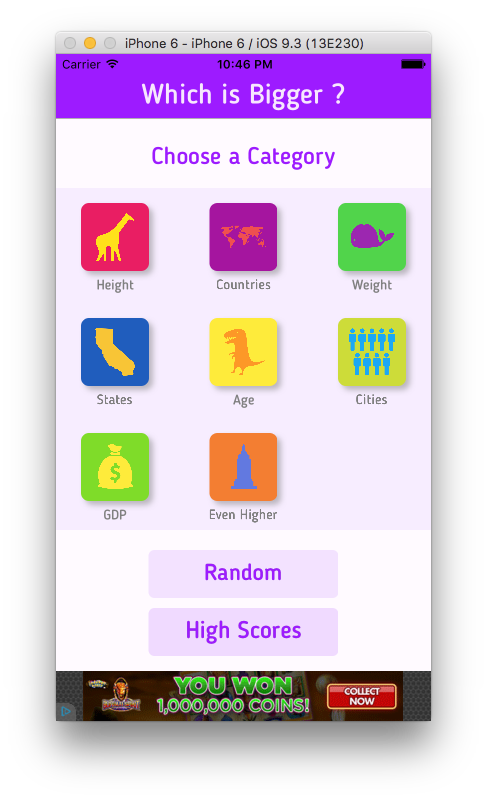 iPhone 6 - iPhone 6 / iOS 9.3 (13E230)
Carrier 10:46 PM
Which is Bigger ?
Choose a Category
Height Countries Weight
States Age Cities
$
GDP Even Higher
Random
High Scores
YOU WON
1,000,000 COINS!
COLLECT
NOW